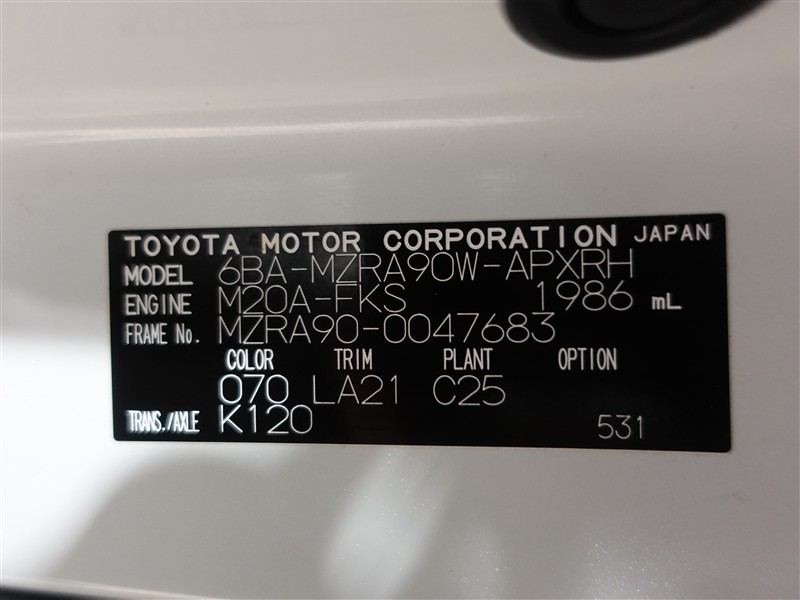 TOYOTA MOTOR CORPORATION JAPAN
MODEL 6BA-MZRA90W-APXRH
ENGINE M20A-FKS 1986 mL
FRAME No. MZRA90-0047683
COLOR TRIM PLANT OPTION
070 LA21 C25
TRANS./AXLE K120 531